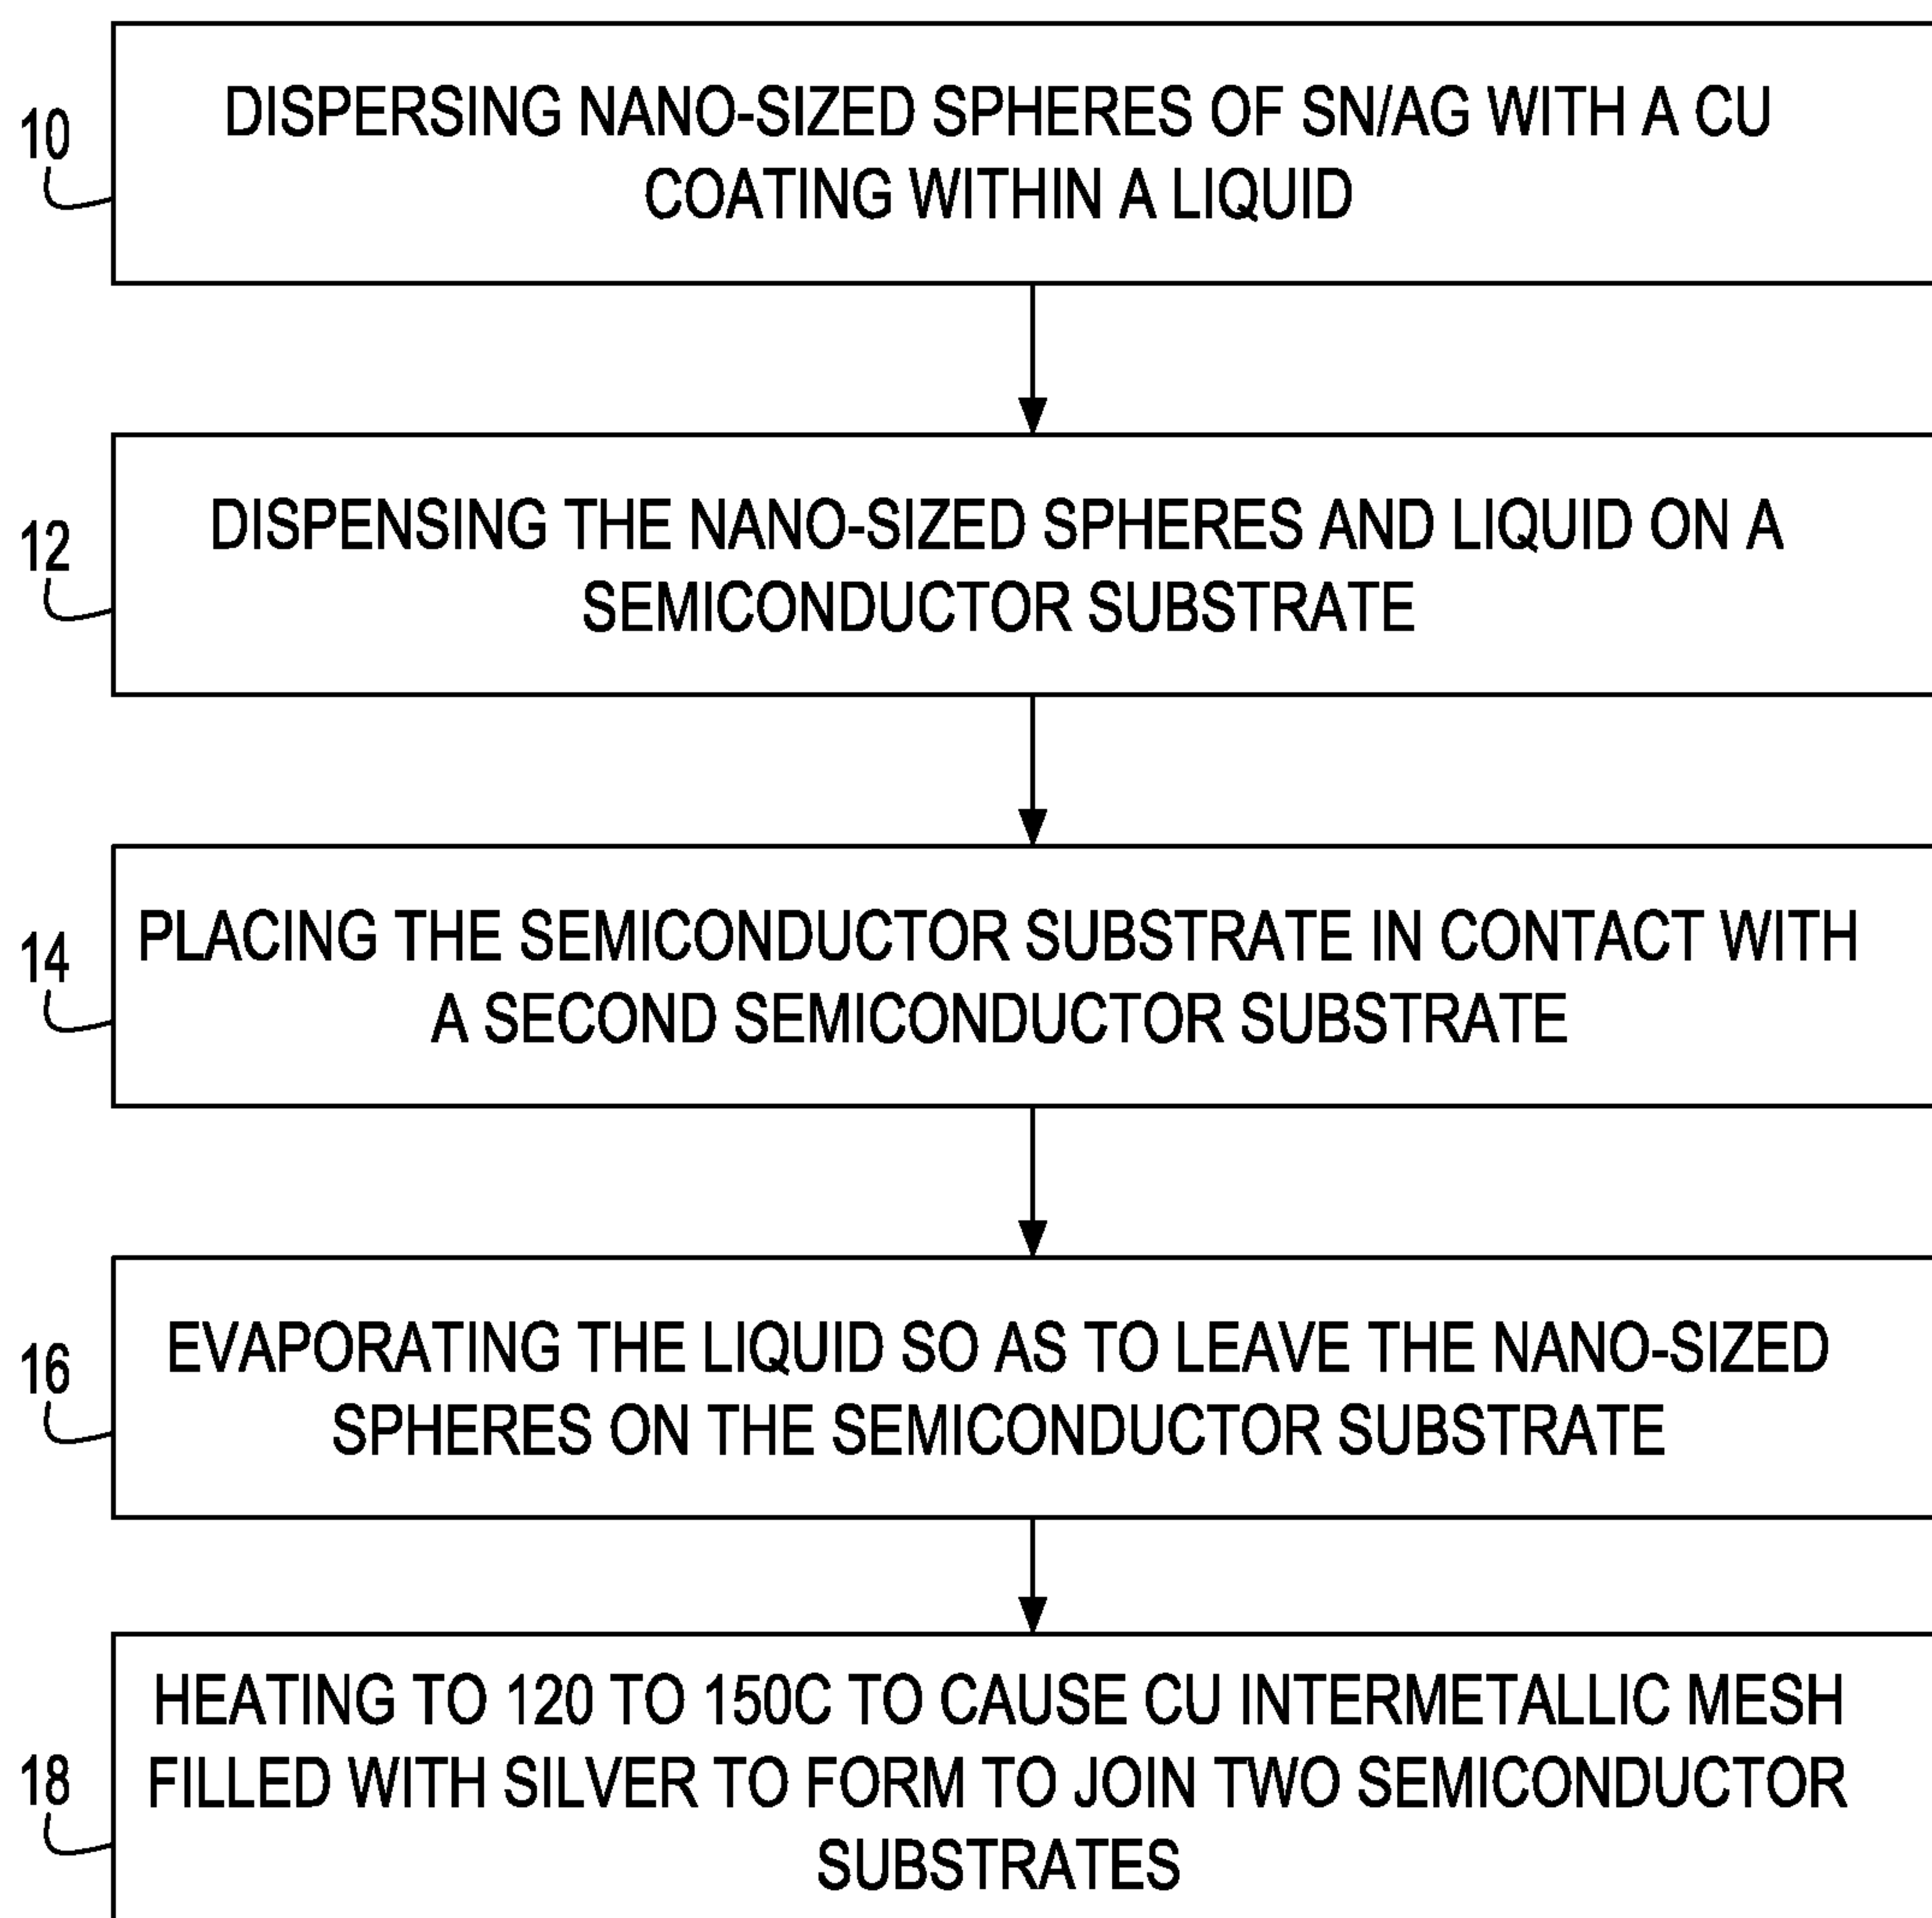 10
DISPERSING NANO-SIZED SPHERES OF SN/AG WITH A CU
COATING WITHIN A LIQUID
12
DISPENSING THE NANO-SIZED SPHERES AND LIQUID ON A
SEMICONDUCTOR SUBSTRATE
14
PLACING THE SEMICONDUCTOR SUBSTRATE IN CONTACT WITH
A SECOND SEMICONDUCTOR SUBSTRATE
16
EVAPORATING THE LIQUID SO AS TO LEAVE THE NANO-SIZED
SPHERES ON THE SEMICONDUCTOR SUBSTRATE
18
HEATING TO 120 TO 150C TO CAUSE CU INTERMETALLIC MESH
FILLED WITH SILVER TO FORM TO JOIN TWO SEMICONDUCTOR
SUBSTRATES